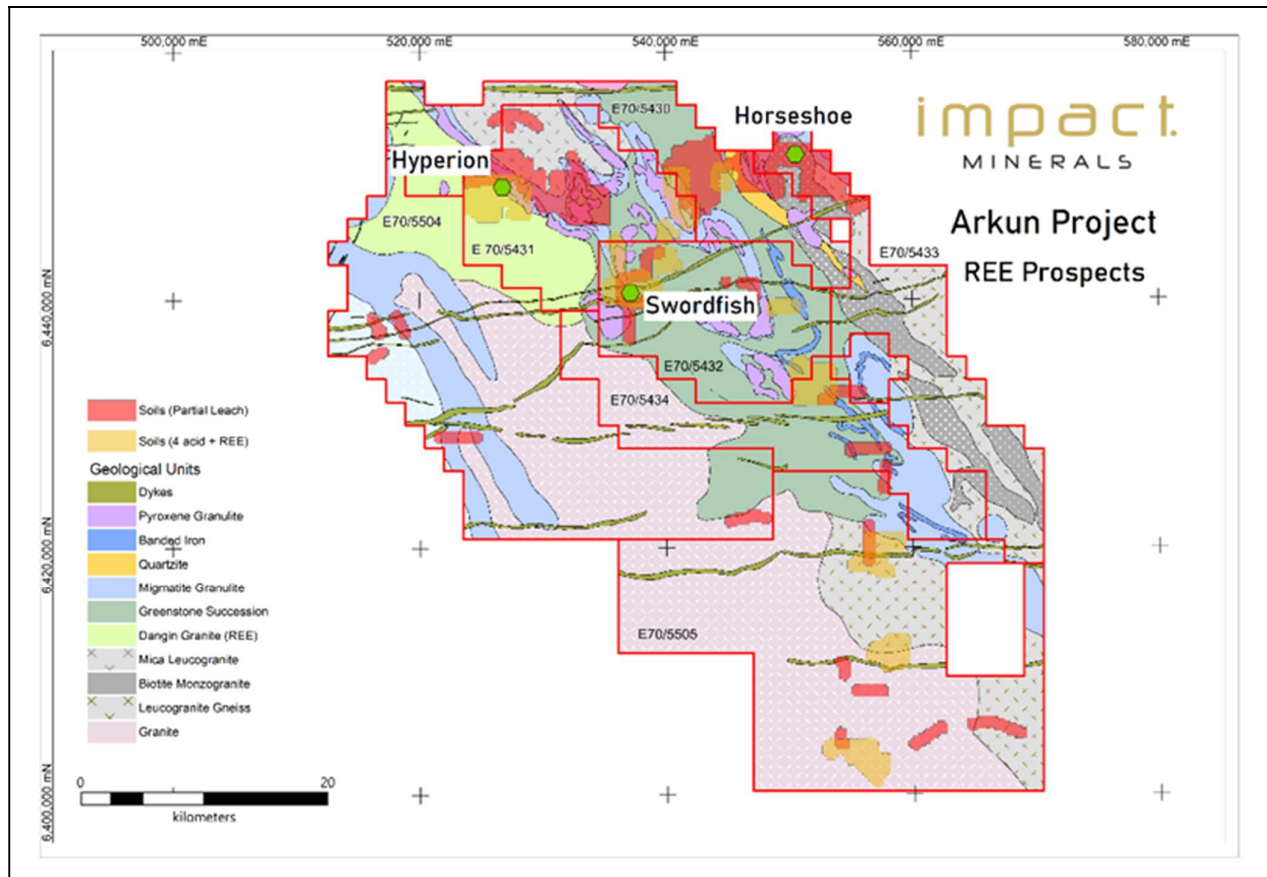 500,000 mE
520,000 mE
540,000 mE
560,000 mE
580,000 mE
impact.
MINERALS
Arkun Project
REE Prospects
E70/5430
Horseshoe
Hyperion
E70/5504
E 70/5431
E70/5433
6,440,000 mN
Swordfish
E70/5432
E70/5434
Soils (Partial Leach)
Soils (4 acid + REE)
Geological Units
Dykes
Pyroxene Granulite
Banded Iron
Quartzite
Migmatite Granulite
Greenstone Succession
Dangin Granite (REE)
Mica Leucogranite
Biotite Monzogranite
Leucogranite Gneiss
Granite
6,420,000 mN
E70/5505
0
20
kilometers
6,400,000 mN